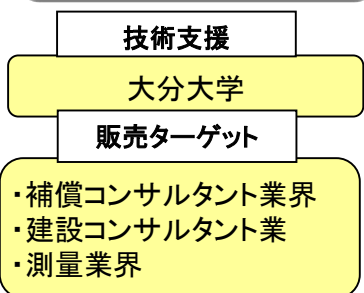 技術支援
大分大学
販売ターゲット
・補償コンサルタント業界
・建設コンサルタント業
・測量業界